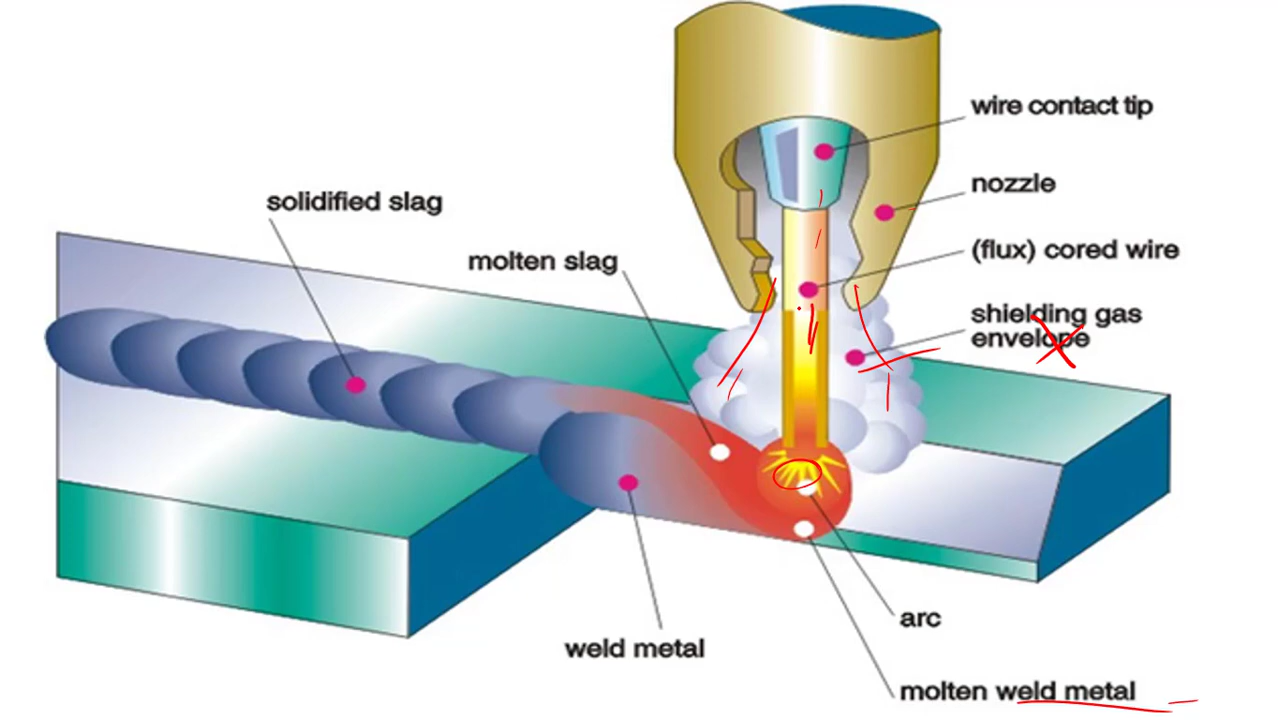 wire contact tip
nozzle
solidified slag
(flux) cored wire
molten slag
shielding gas
envelope
arc
weld metal
molten weld metal